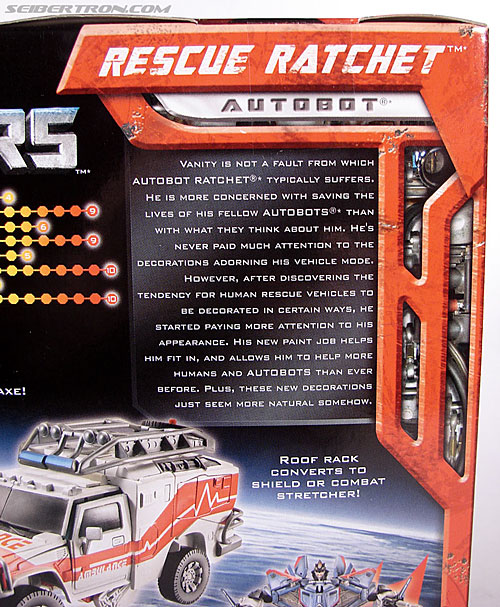 SEIBERTRON.COM
RESCUE RATCHET™*
AUTOBOT®*
RS™*
VANITY IS NOT A FAULT FROM WHICH
AUTOBOT RATCHET®* TYPICALLY SUFFERS.
HE IS MORE CONCERNED WITH SAVING THE
LIVES OF HIS FELLOW AUTOBOTS®* THAN
WITH WHAT THEY THINK ABOUT HIM. HE'S
NEVER PAID MUCH ATTENTION TO THE
DECORATIONS ADORNING HIS VEHICLE MODE.
HOWEVER, AFTER DISCOVERING THE
TENDENCY FOR HUMAN RESCUE VEHICLES TO
BE DECORATED IN CERTAIN WAYS, HE
STARTED PAYING MORE ATTENTION TO HIS
APPEARANCE. HIS NEW PAINT JOB HELPS
HIM FIT IN, AND ALLOWS HIM TO HELP MORE
HUMANS AND AUTOBOTS THAN EVER
BEFORE. PLUS, THESE NEW DECORATIONS
JUST SEEM MORE NATURAL SOMEHOW.
4
9
6
9
5
10
10
AXE!
ROOF RACK
CONVERTS TO
SHIELD OR COMBAT
STRETCHER!
AMBULANCE